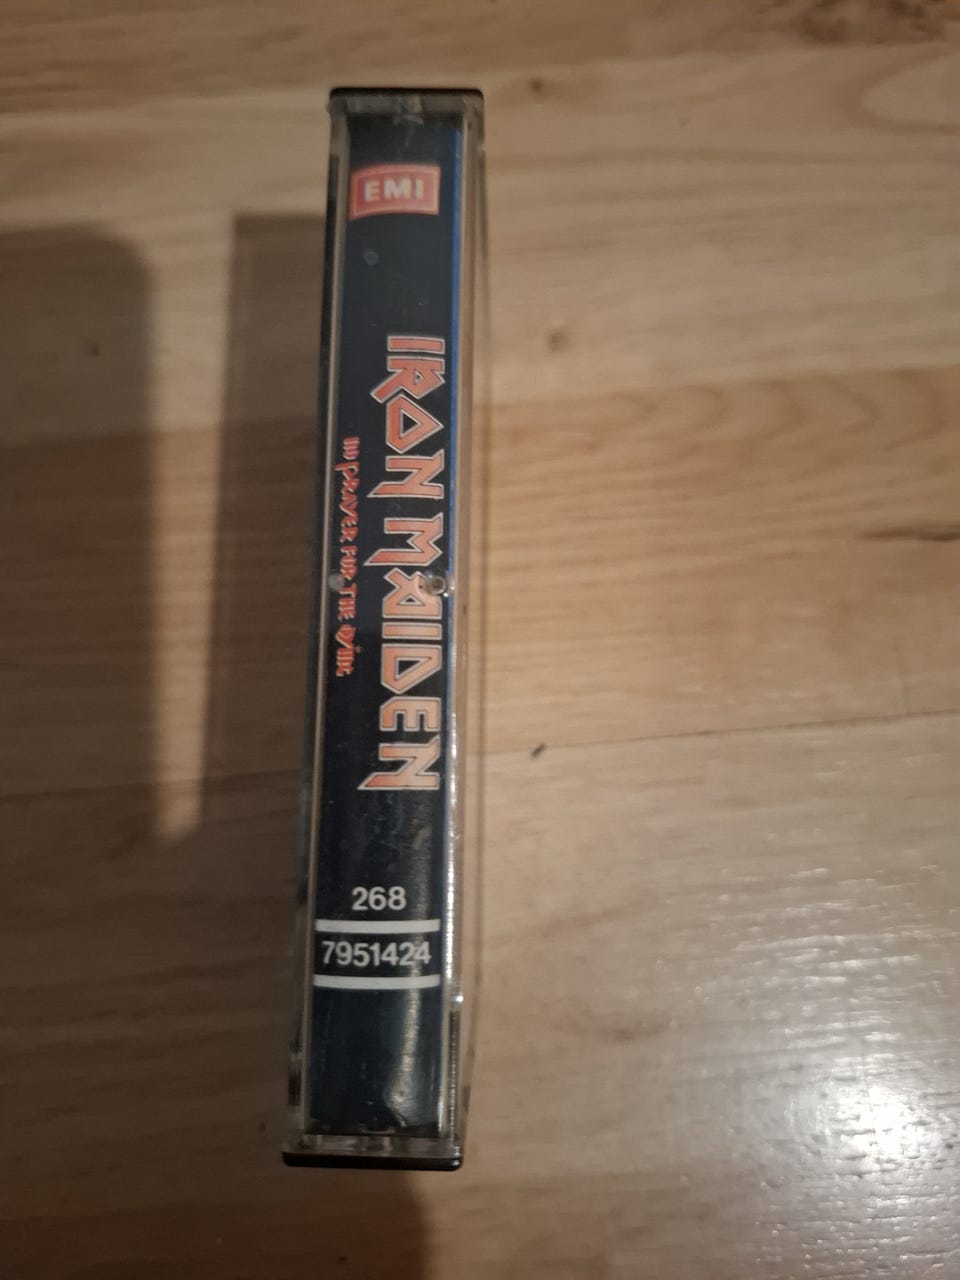 EMI
IRON MAIDEN
NO PRAYER FOR THE DYING
268
7951424